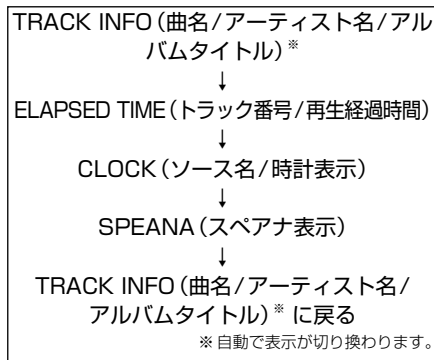 TRACK INFO（曲名/アーティスト名/アル
バムタイトル）※
↓
ELAPSED TIME（トラック番号/再生経過時間）
↓
CLOCK（ソース名/時計表示）
↓
SPEANA（スペアナ表示）
↓
TRACK INFO（曲名/アーティスト名/
アルバムタイトル）※ に戻る
※自動で表示が切り換わります。